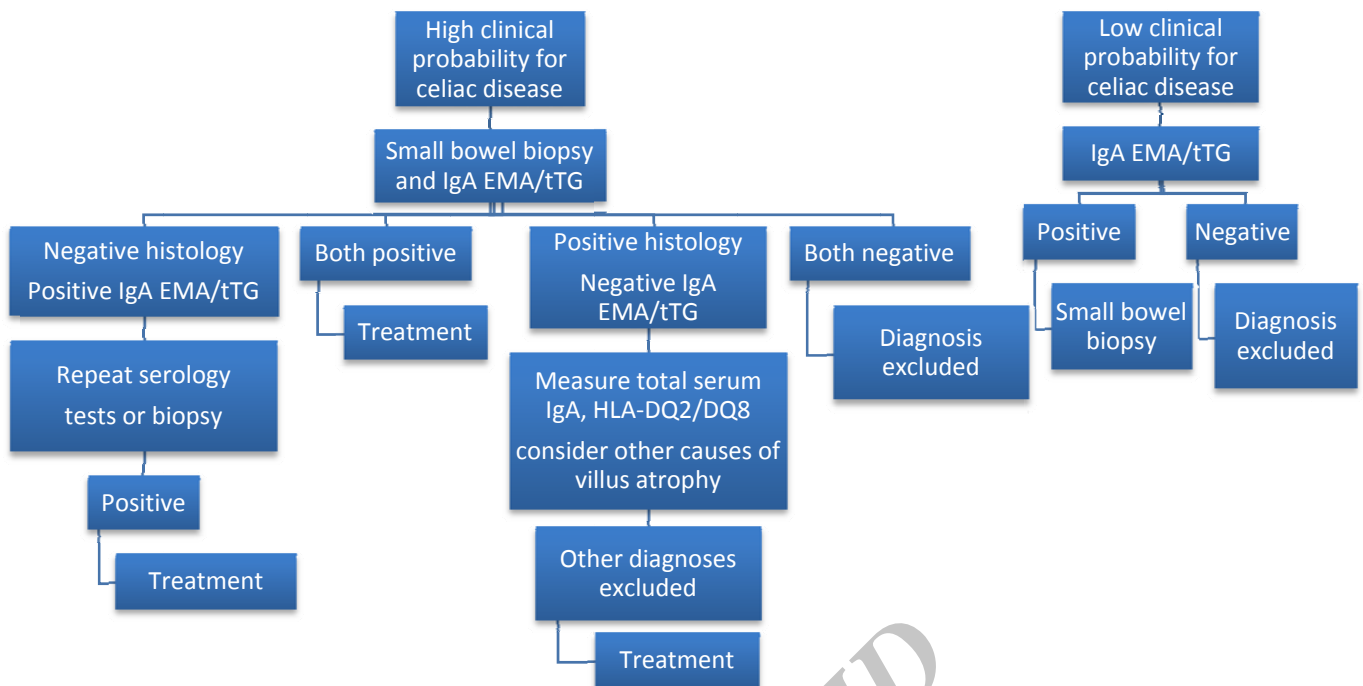 High clinical
probability for
celiac disease
Small bowel biopsy
and IgA EMA/tTG
Negative histology
Positive IgA EMA/tTG
Repeat serology
tests or biopsy
Positive
Treatment
Both positive
Treatment
Positive histology
Negative IgA
EMA/tTG
Measure total serum
IgA, HLA-DQ2/DQ8
consider other causes of
villus atrophy
Other diagnoses
excluded
Treatment
Both negative
Diagnosis
excluded
Low clinical
probability for
celiac disease
IgA EMA/tTG
Positive
Small bowel
biopsy
Negative
Diagnosis
excluded